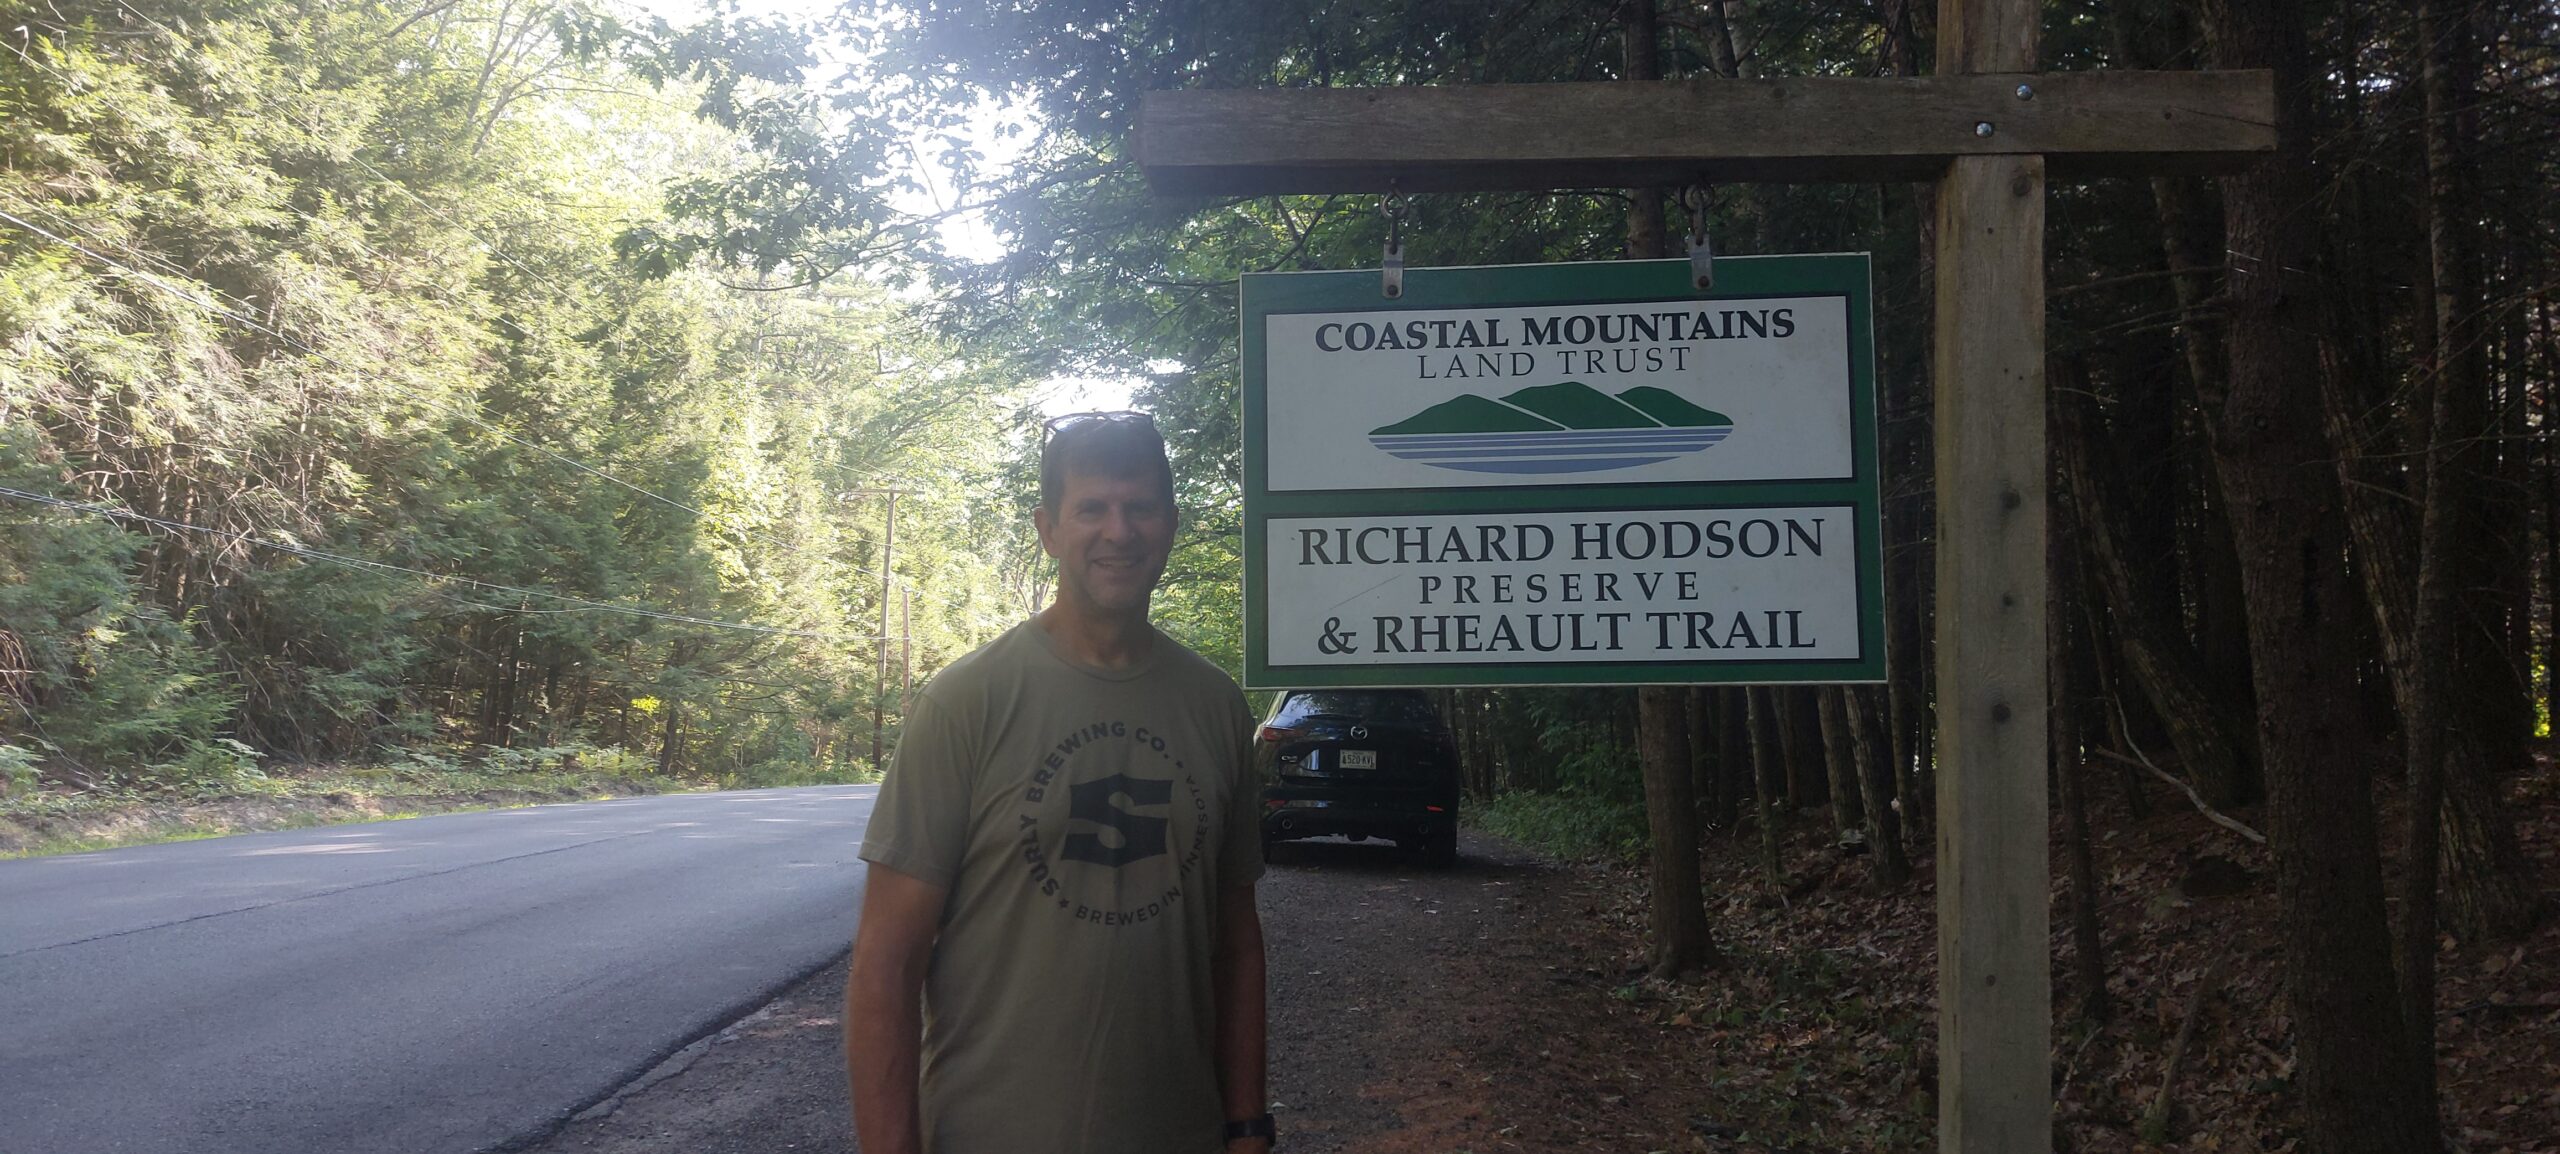 COASTAL MOUNTAINS
LAND TRUST
RICHARD HODSON
PRESERVE
& RHEAULT TRAIL
SURLY BREWING CO.
S
BREWED IN MINNESOTA